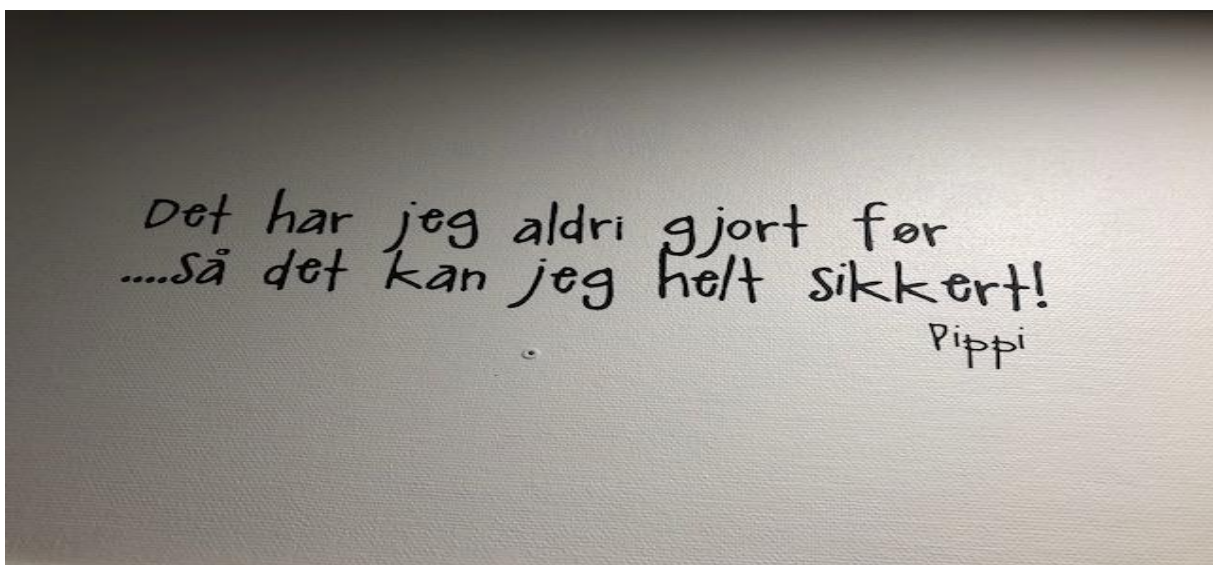 Det har jeg aldri gjort før
....så det kan jeg helt sikkert!
Pippi